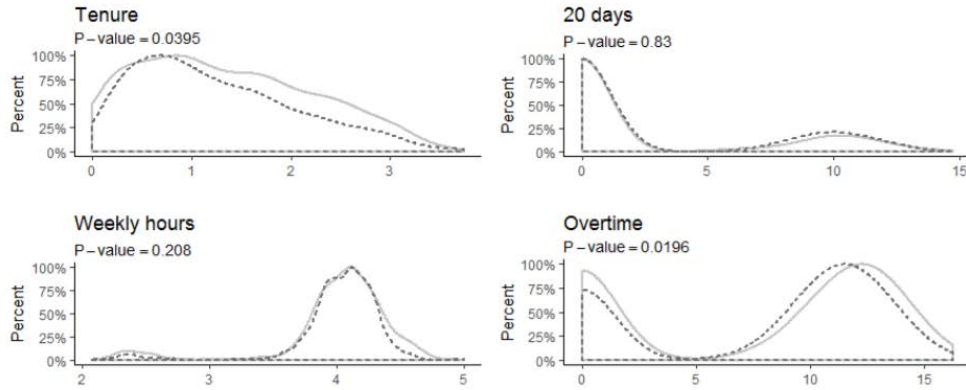 Tenure
P – value = 0.0395
Percent
100%
75%
50%
25%
0%
0 1 2 3
20 days
P – value = 0.83
Percent
100%
75%
50%
25%
0%
0 5 10 15
Weekly hours
P – value = 0.208
Percent
100%
75%
50%
25%
0%
2 3 4 5
Overtime
P – value = 0.0196
Percent
100%
75%
50%
25%
0%
0 5 10 15